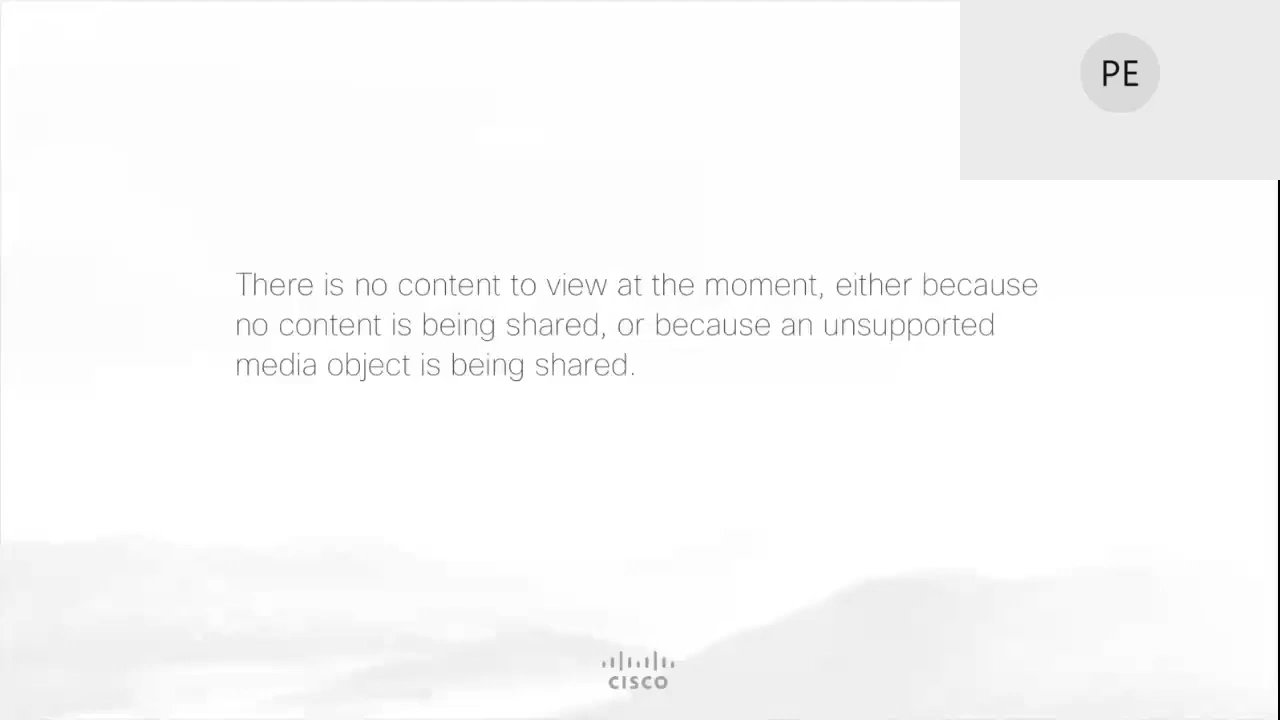 PE
There is no content to view at the moment, either because
no content is being shared, or because an unsupported
media object is being shared.
CISCO